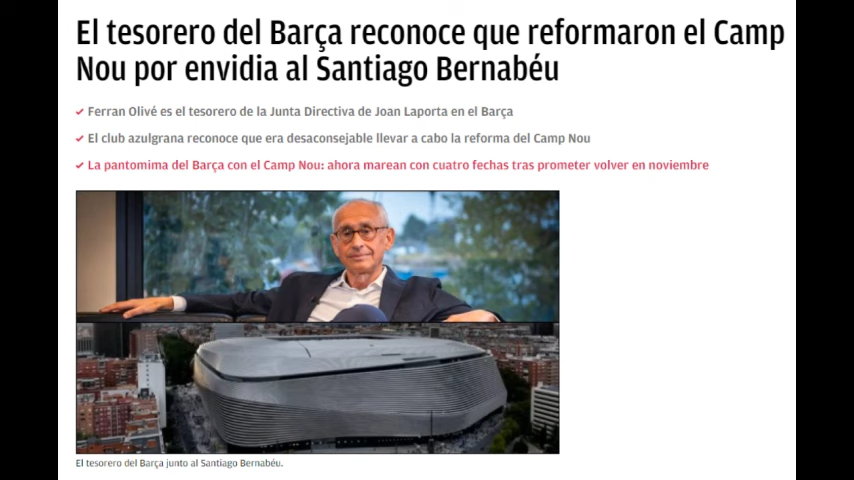 El tesorero del Barça reconoce que reformaron el Camp
Nou por envidia al Santiago Bernabéu
Ferran Olivé es el tesorero de la Junta Directiva de Joan Laporta en el Barça
El club azulgrana reconoce que era desaconsejable llevar a cabo la reforma del Camp Nou
La pantomima del Barça con el Camp Nou: ahora marean con cuatro fechas tras prometer volver en noviembre
El tesorero del Barça junto al Santiago Bernabéu.